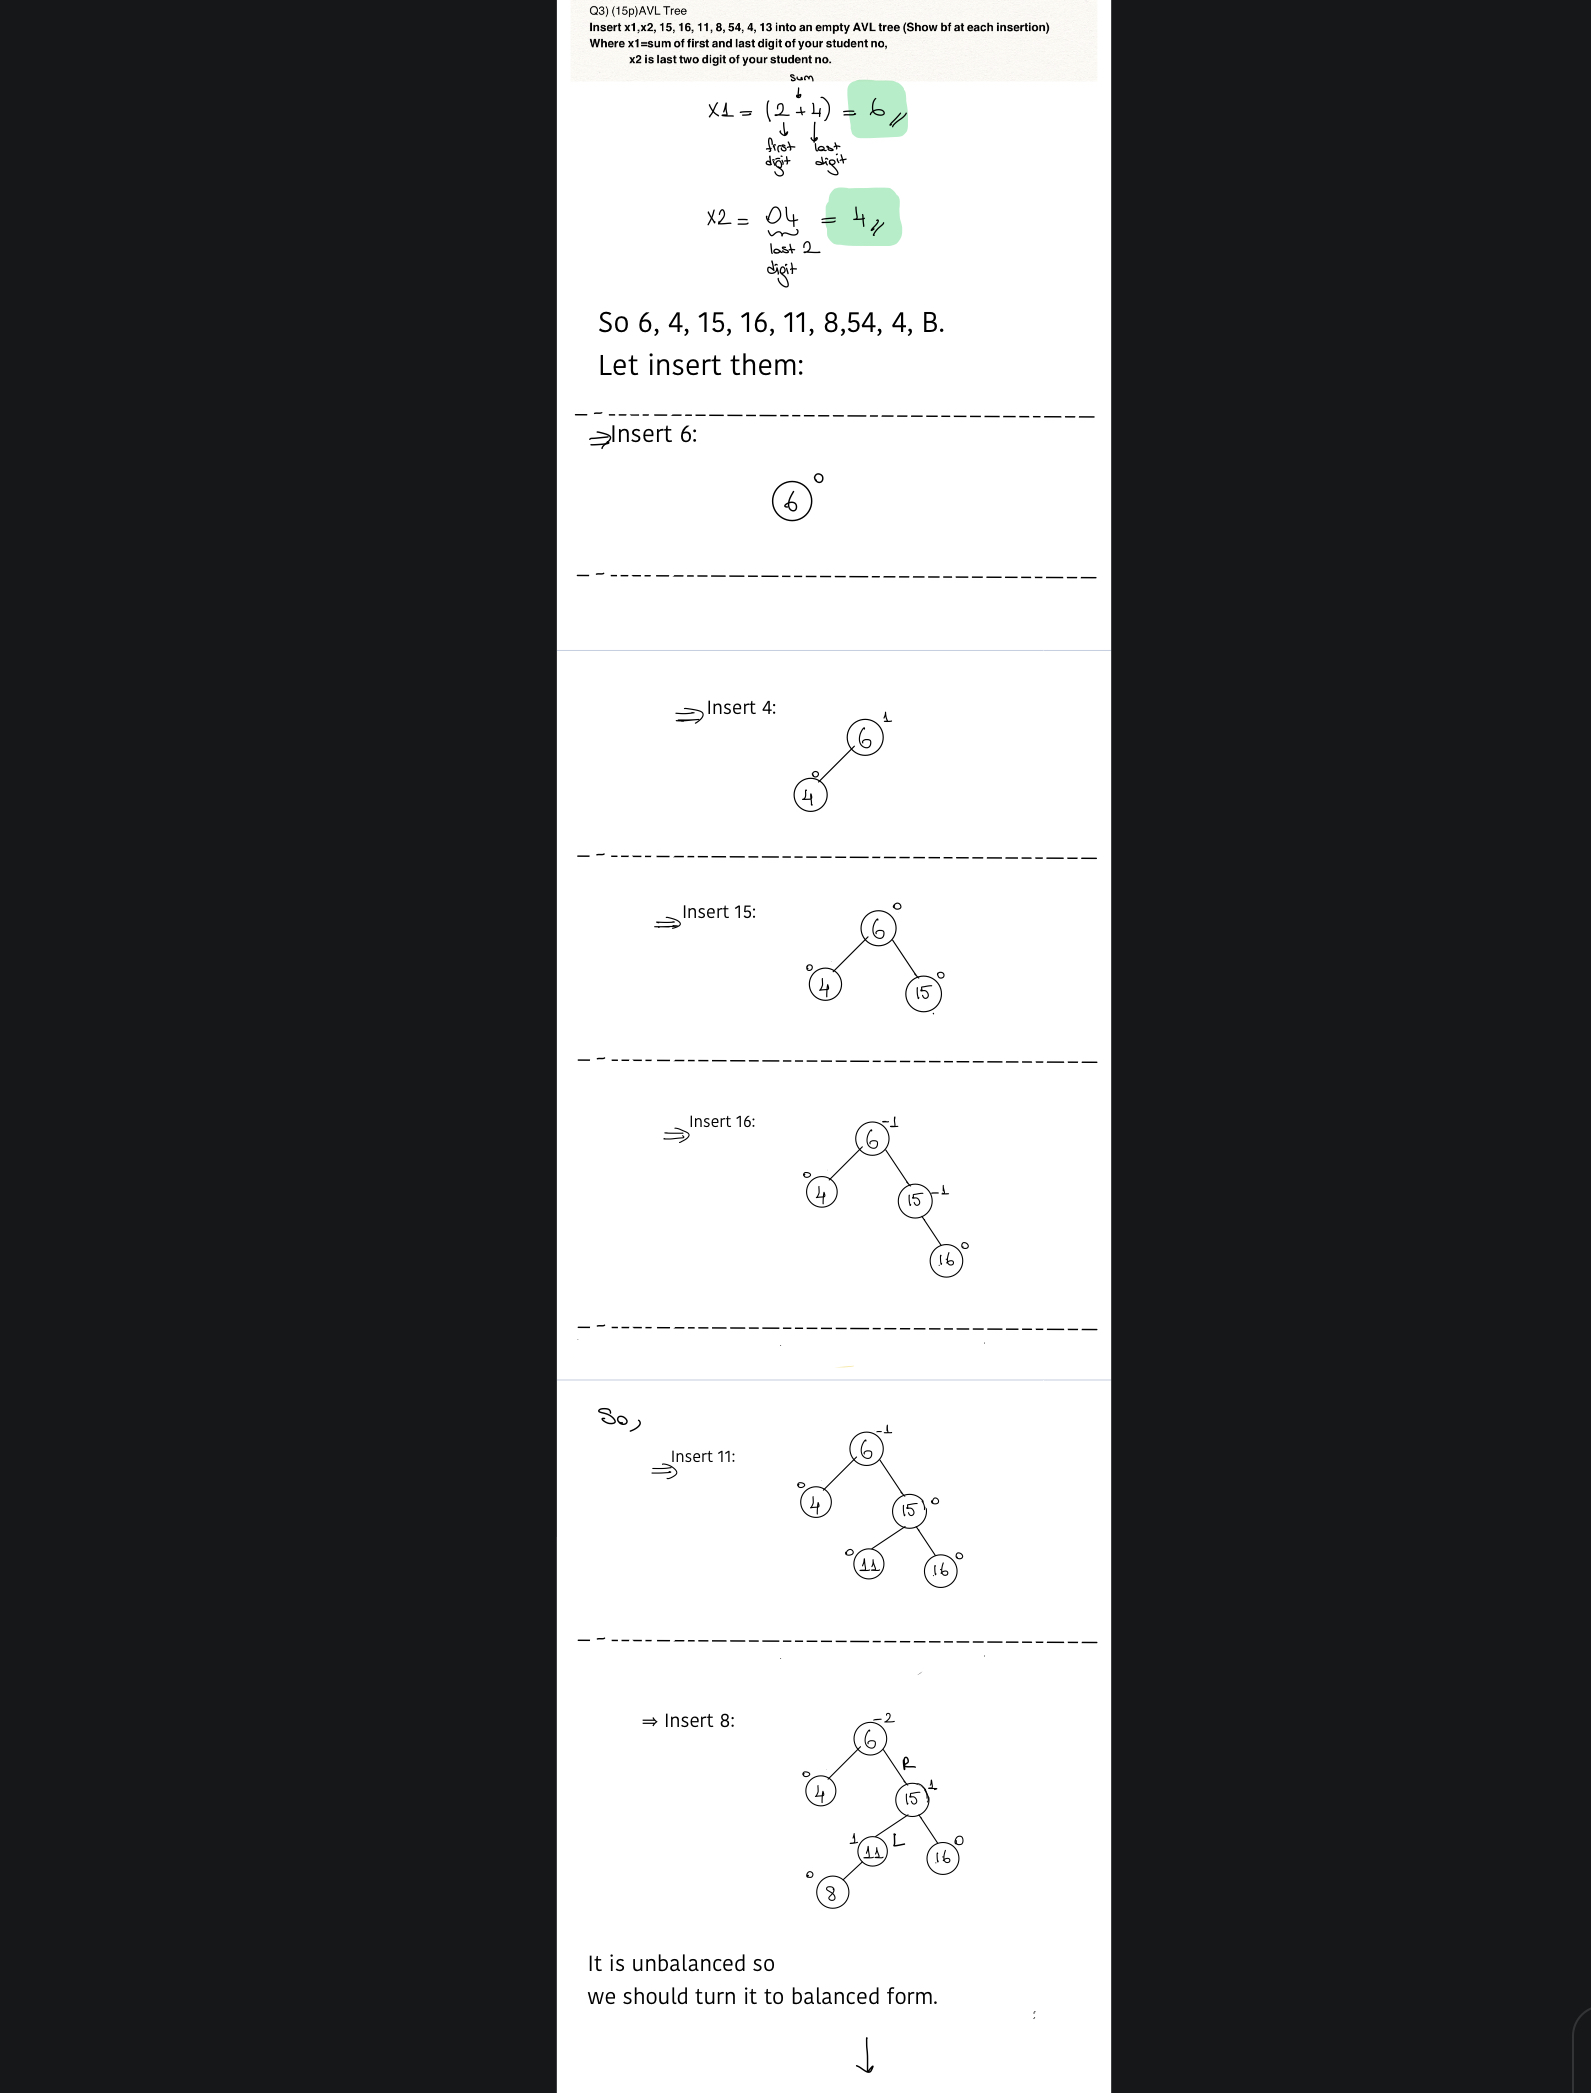 Q3) (15p)AVL Tree
Insert x1,x2, 15, 16, 11, 8, 54, 4, 13 into an empty AVL tree (Show bf at each insertion)
Where x1=sum of first and last digit of your student no,
x2 is last two digit of your student no.
sum
X1 = (2 + 4) = 6
first last
digit digit
X2 = 04 = 4
last 2
digit
So 6, 4, 15, 16, 11, 8,54, 4, B.
Let insert them:
⇒Insert 6:
0
6
⇒ Insert 4:
1
6
0
4
⇒ Insert 15:
0
6
0 0
4 15
⇒ Insert 16:
-1
6
0 -1
4 15
0
16
So,
⇒ Insert 11:
-1
6
0 0
4 15
0 0
11 16
⇒ Insert 8:
-2
6
R
0 1
4 15
1 L 0
11 16
0
8
It is unbalanced so
we should turn it to balanced form.
↓